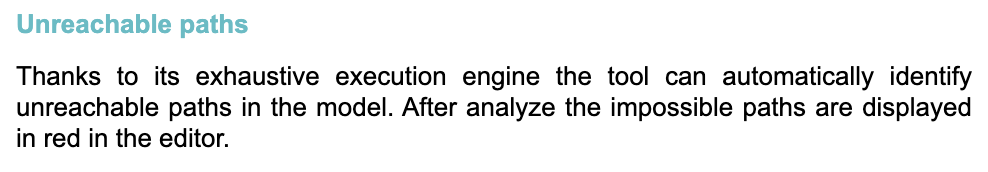 Unreachable paths
Thanks to its exhaustive execution engine the tool can automatically identify
unreachable paths in the model. After analyze the impossible paths are displayed
in red in the editor.